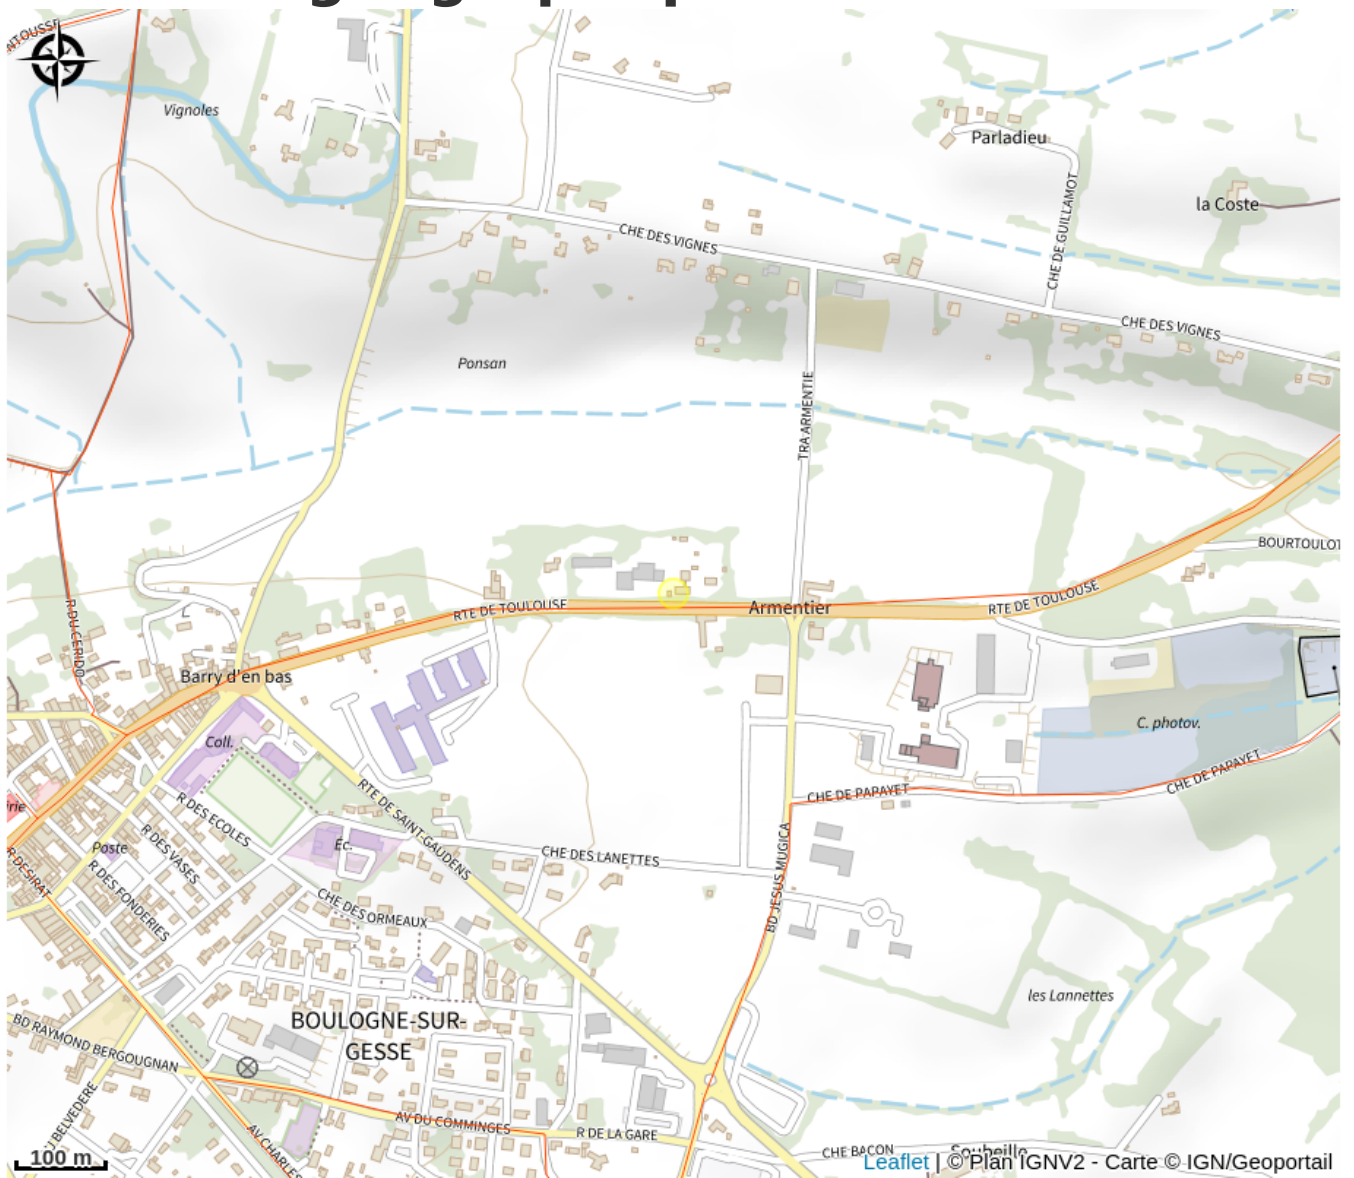 Vignoles
Parladieu
la Coste
CHE DE GUILLAMOT
CHE DES VIGNES
CHE DES VIGNES
Ponsan
TRA ARMENTIE
BOURTOULOT
RTE DE TOULOUSE
Armentier
RTE DE TOULOUSE
R DU CERIDO
Barry d'en bas
Coll.
C. photov.
CHE DE PAPAYET
CHE DE PAPAYET
R DES ECOLES
RTE DE SAINT-GAUDENS
R DES VASES
Poste
Éc.
CHE DES LANETTES
R DES FONDERIES
CHE DES ORMEAUX
BD JESUS MUGICA
les Lannettes
BOULOGNE-SUR-
GESSE
BD RAYMOND BERGOUGNAN
AV DU COMMINGES
R DE LA GARE
AV CHARLES
CHE BACON
Soubeille
100 m
Leaflet | © Plan IGNV2 - Carte © IGN/Geoportail